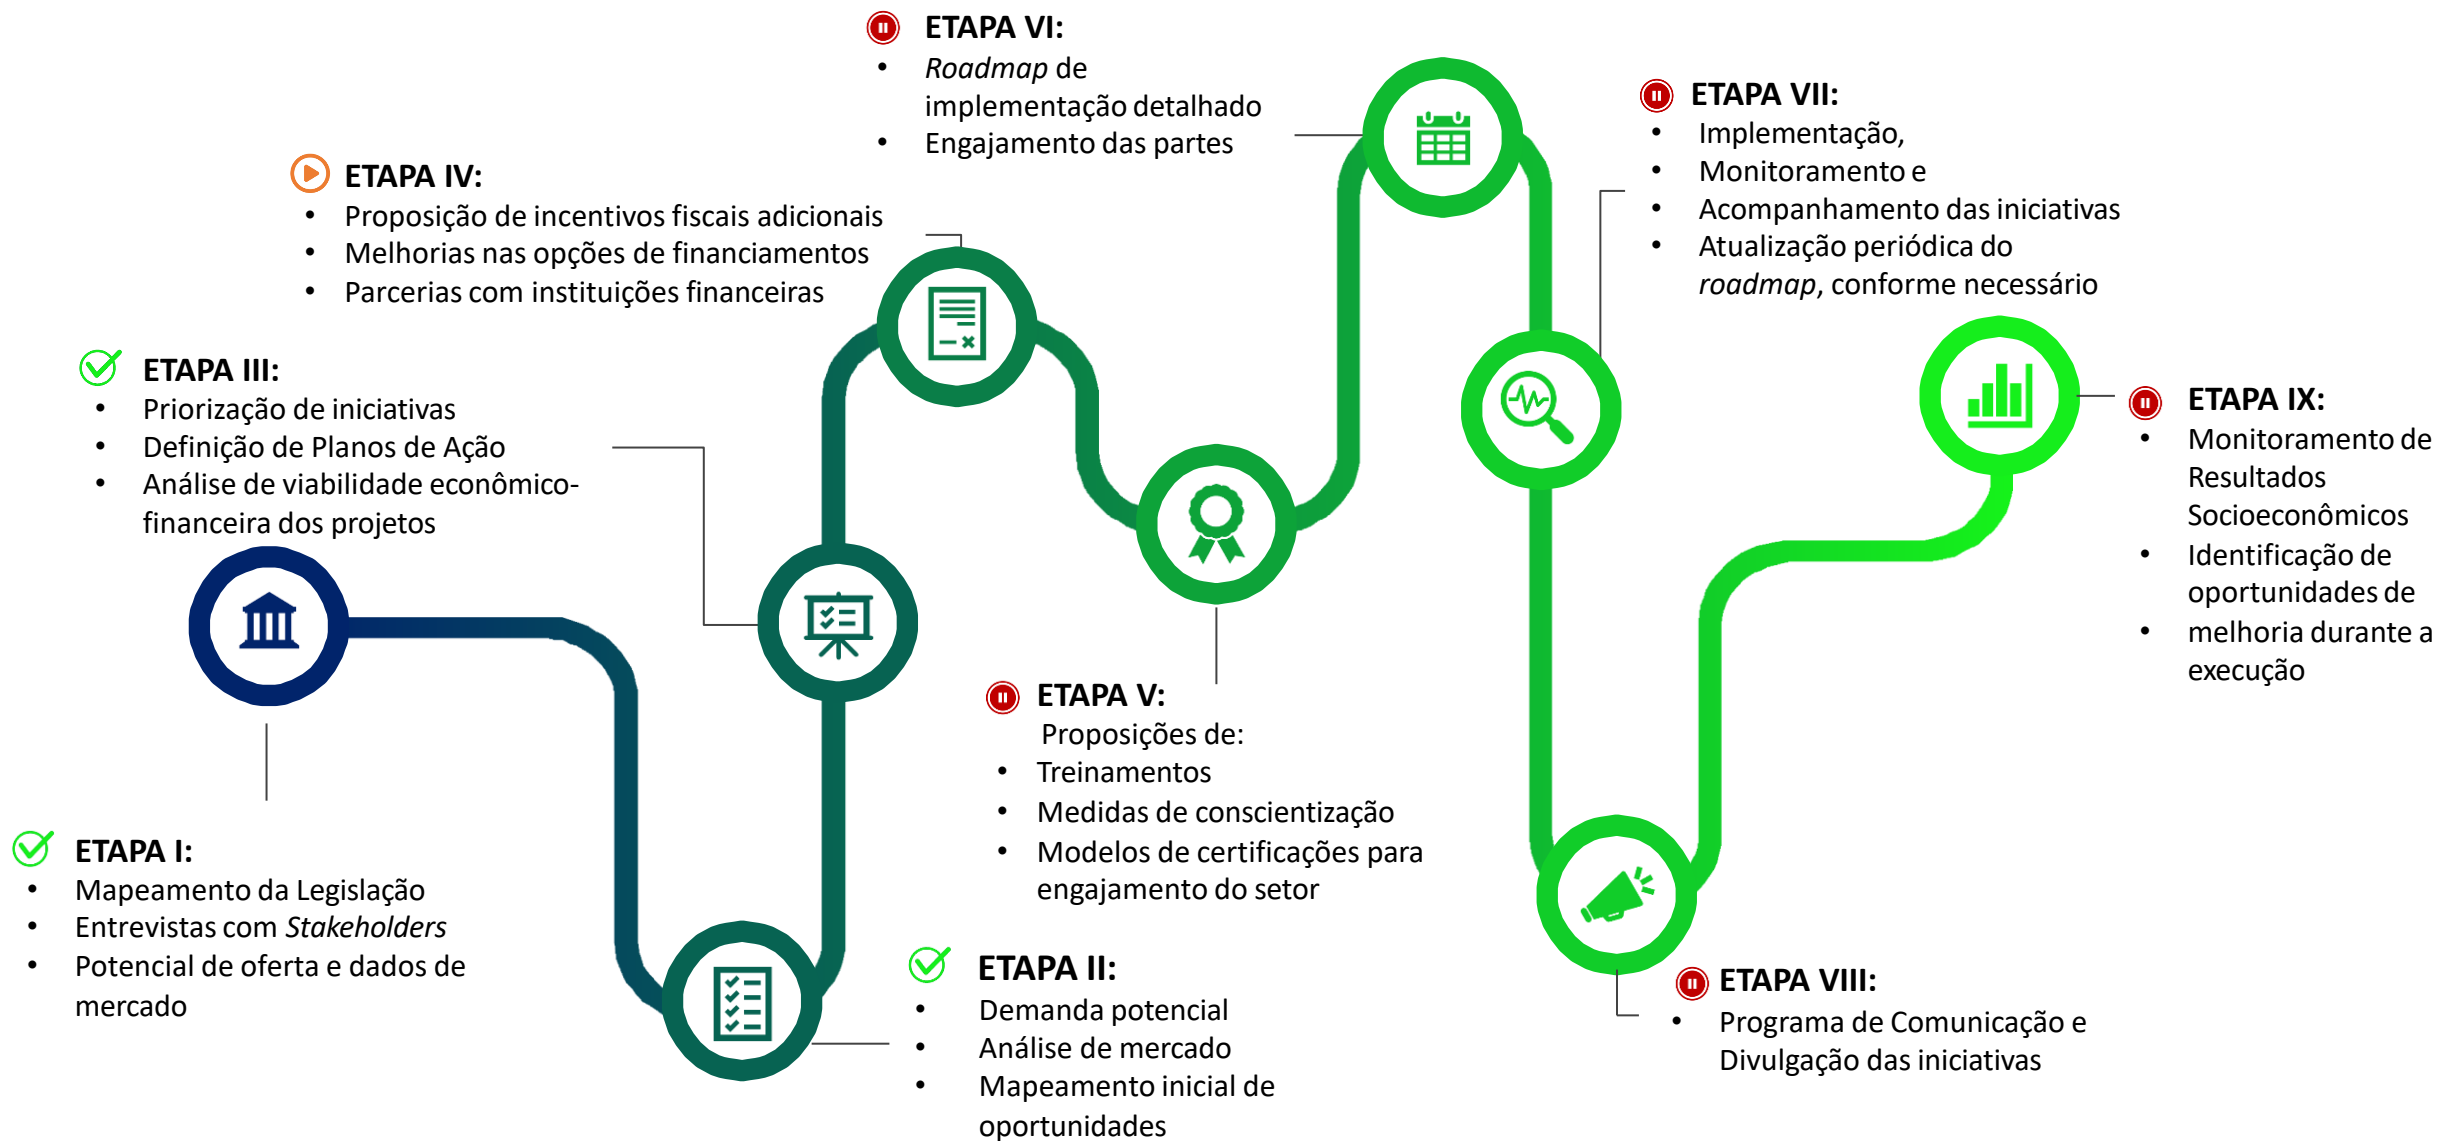 ETAPA I:
• Mapeamento da Legislação
• Entrevistas com Stakeholders
• Potencial de oferta e dados de
mercado
ETAPA II:
• Demanda potencial
• Análise de mercado
• Mapeamento inicial de
oportunidades
ETAPA III:
• Priorização de iniciativas
• Definição de Planos de Ação
• Análise de viabilidade econômico-
financeira dos projetos
ETAPA IV:
• Proposição de incentivos fiscais adicionais
• Melhorias nas opções de financiamentos
• Parcerias com instituições financeiras
ETAPA V:
Proposições de:
• Treinamentos
• Medidas de conscientização
• Modelos de certificações para
engajamento do setor
ETAPA VI:
• Roadmap de
implementação detalhado
• Engajamento das partes
ETAPA VII:
• Implementação,
• Monitoramento e
• Acompanhamento das iniciativas
• Atualização periódica do
roadmap, conforme necessário
ETAPA VIII:
• Programa de Comunicação e
Divulgação das iniciativas
ETAPA IX:
• Monitoramento de
Resultados
Socioeconômicos
• Identificação de
oportunidades de
• melhoria durante a
execução